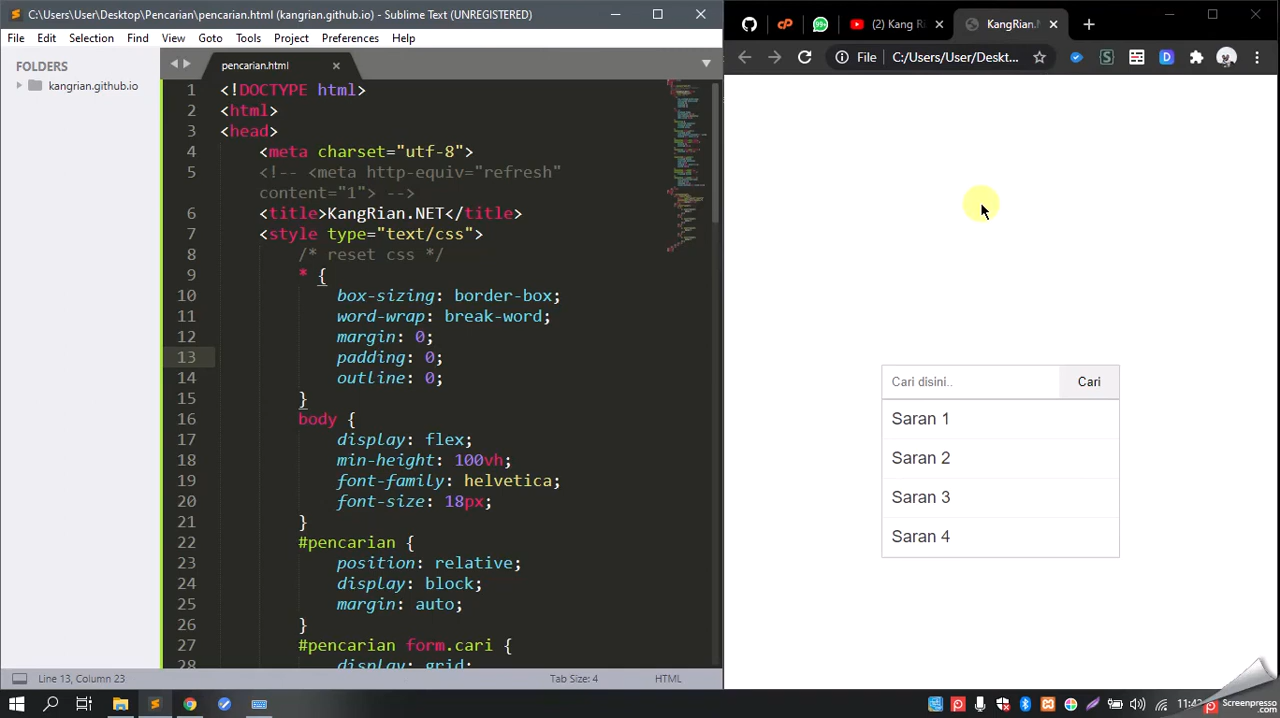 C:\Users\User\Desktop\Pencarian\pencarian.html (kangrian.github.io) - Sublime Text (UNREGISTERED)
File Edit Selection Find View Goto Tools Project Preferences Help
FOLDERS
kangrian.github.io
pencarian.html
1 <!DOCTYPE html>
2 <html>
3 <head>
4 <meta charset="utf-8">
5 <!-- <meta http-equiv="refresh"
content="1"> -->
6 <title>KangRian.NET</title>
7 <style type="text/css">
8 /* reset css */
9 * {
10 box-sizing: border-box;
11 word-wrap: break-word;
12 margin: 0;
13 padding: 0;
14 outline: 0;
15 }
16 body {
17 display: flex;
18 min-height: 100vh;
19 font-family: helvetica;
20 font-size: 18px;
21 }
22 #pencarian {
23 position: relative;
24 display: block;
25 margin: auto;
26 }
27 #pencarian form.cari {
28 display: grid;
Line 13, Column 23
Tab Size: 4
HTML
99+
(2) Kang Ri
KangRian.N
File
C:/Users/User/Deskt...
Cari disini..
Cari
Saran 1
Saran 2
Saran 3
Saran 4
Screenpresso
.com